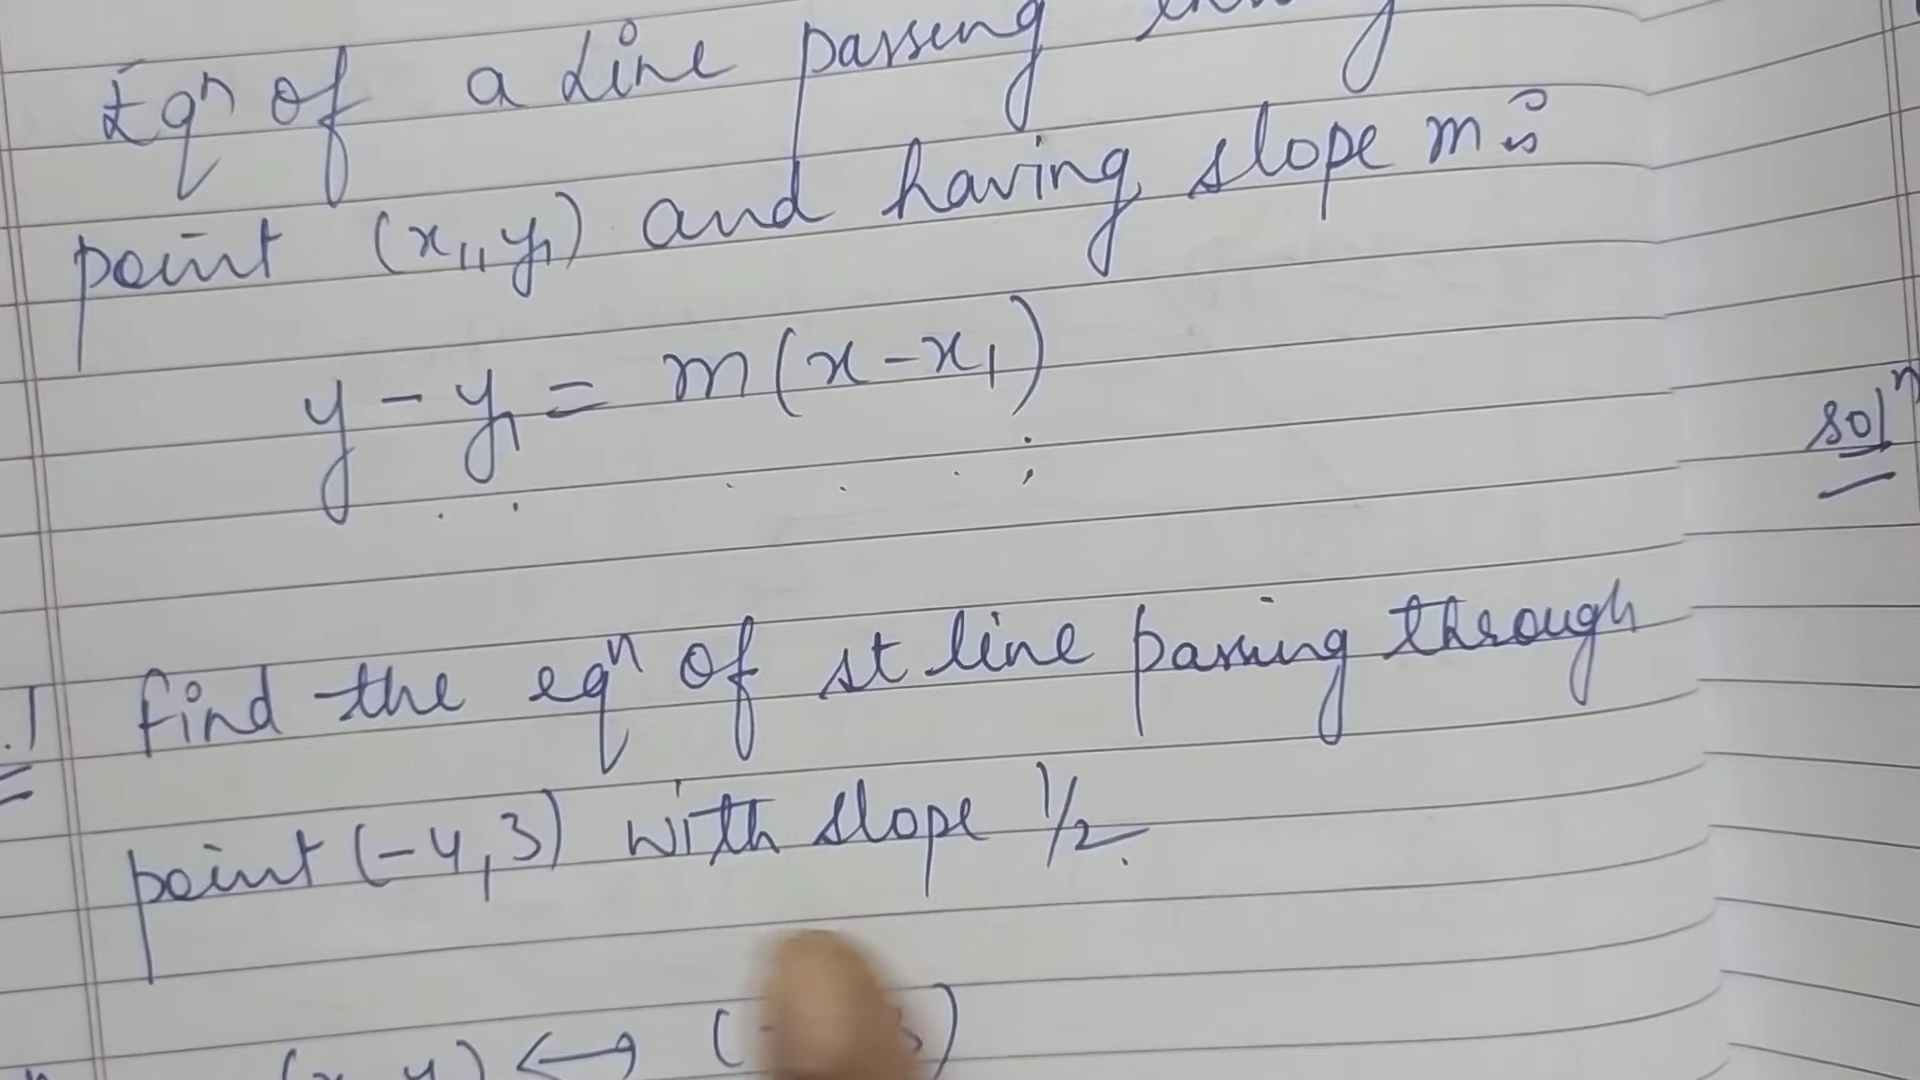 Eqⁿ of a Line passing
point (x₁, y₁) and having slope m is
y - y₁ = m(x - x₁)
solⁿ
.1 find the eqⁿ of st line passing through
point (-4, 3) with slope 1/2.
(x, y) ↔ (